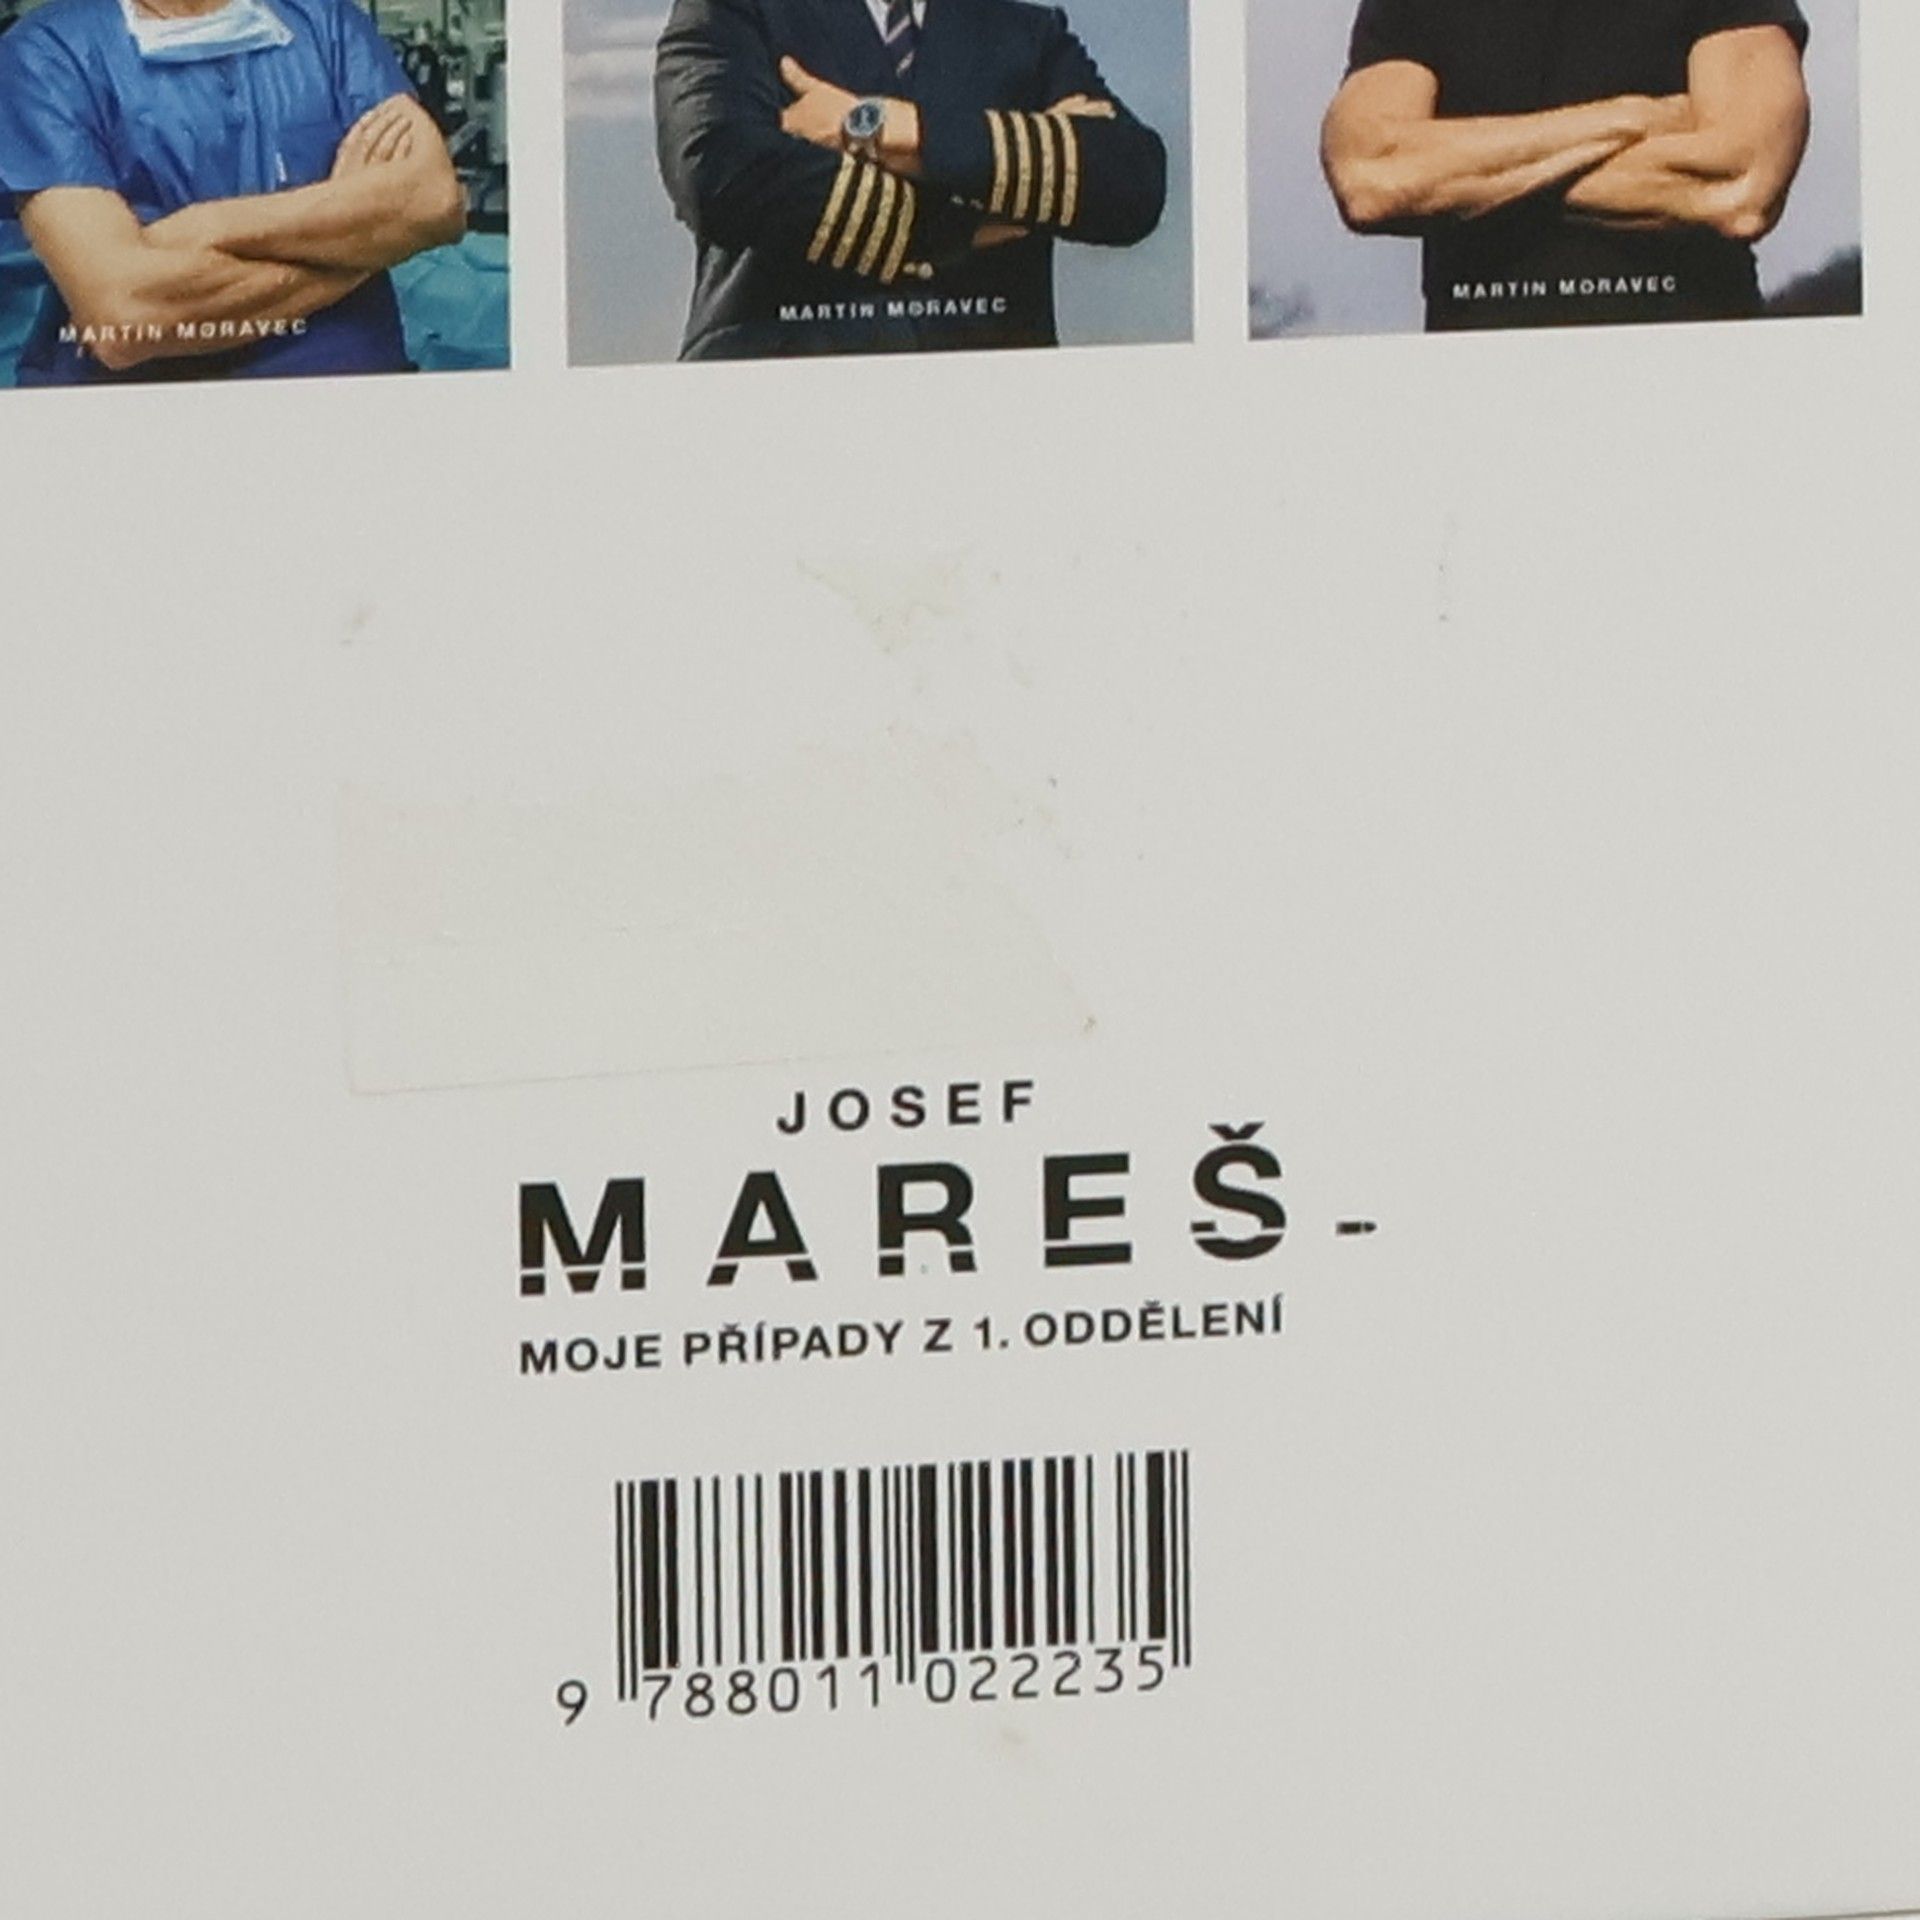 MARTIN MORAVEC
MARTIN MORAVEC
MARTIN MORAVEC
JOSEF
MAREŠ
MOJE PŘÍPADY Z 1. ODDĚLENÍ
9 788011 022235